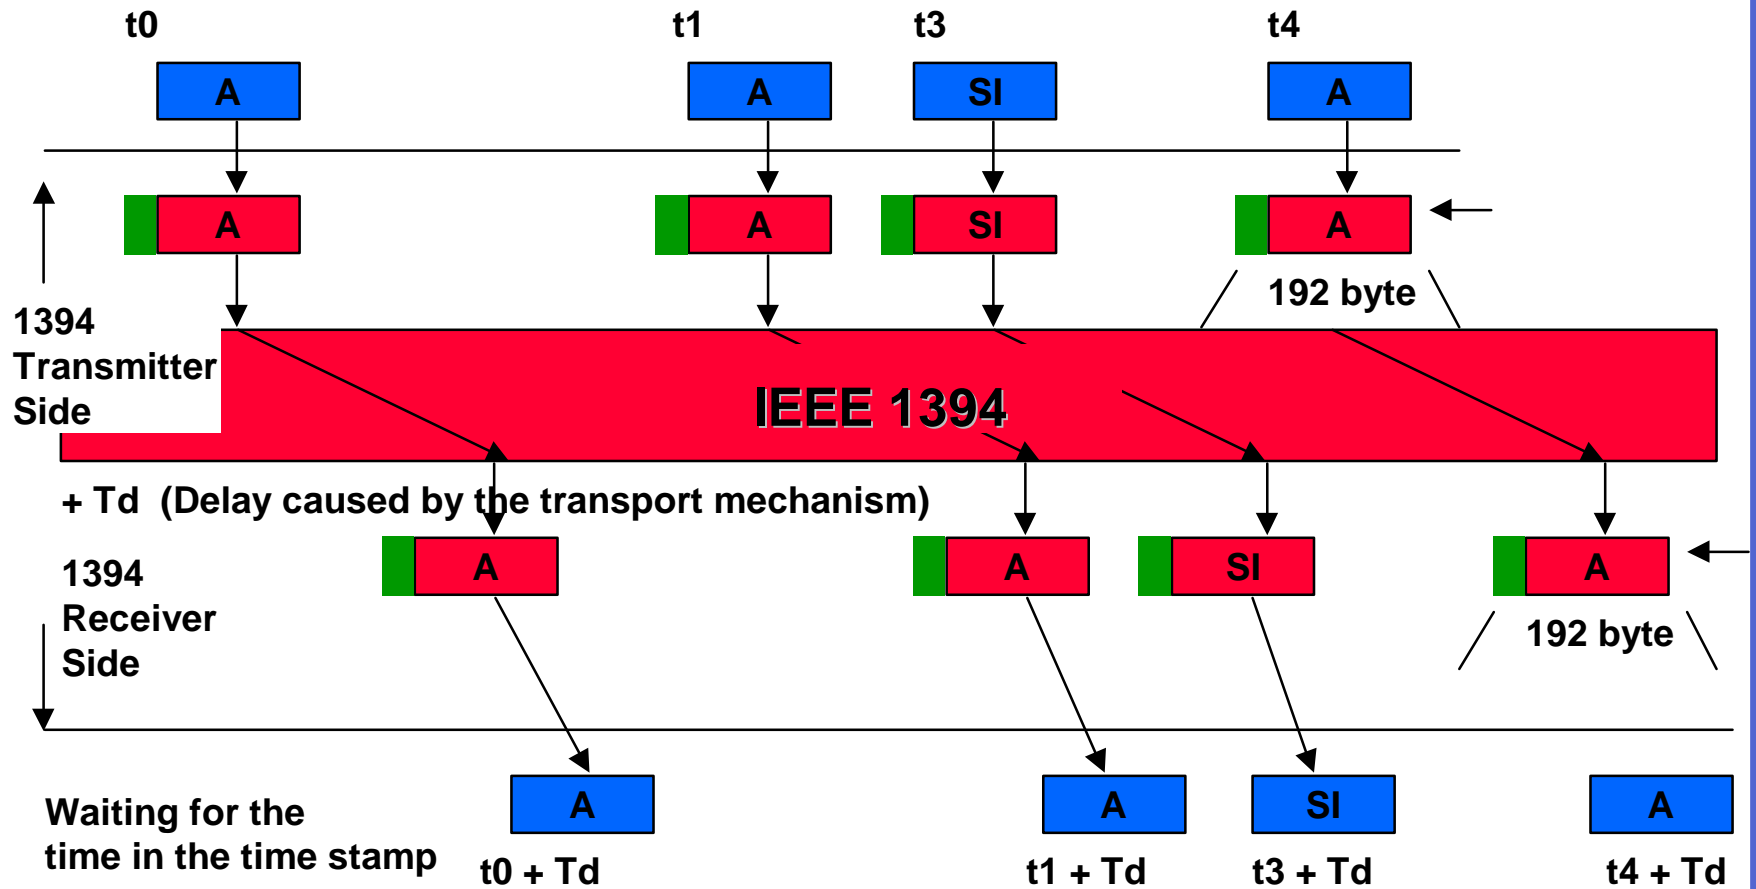 t0 t1 t3 t4
A A SI A
A A SI A
192 byte
1394
Transmitter
Side
IEEE 1394
+ Td (Delay caused by the transport mechanism)
A A SI A
1394
Receiver
Side
192 byte
A A SI A
Waiting for the
time in the time stamp
t0 + Td t1 + Td t3 + Td t4 + Td